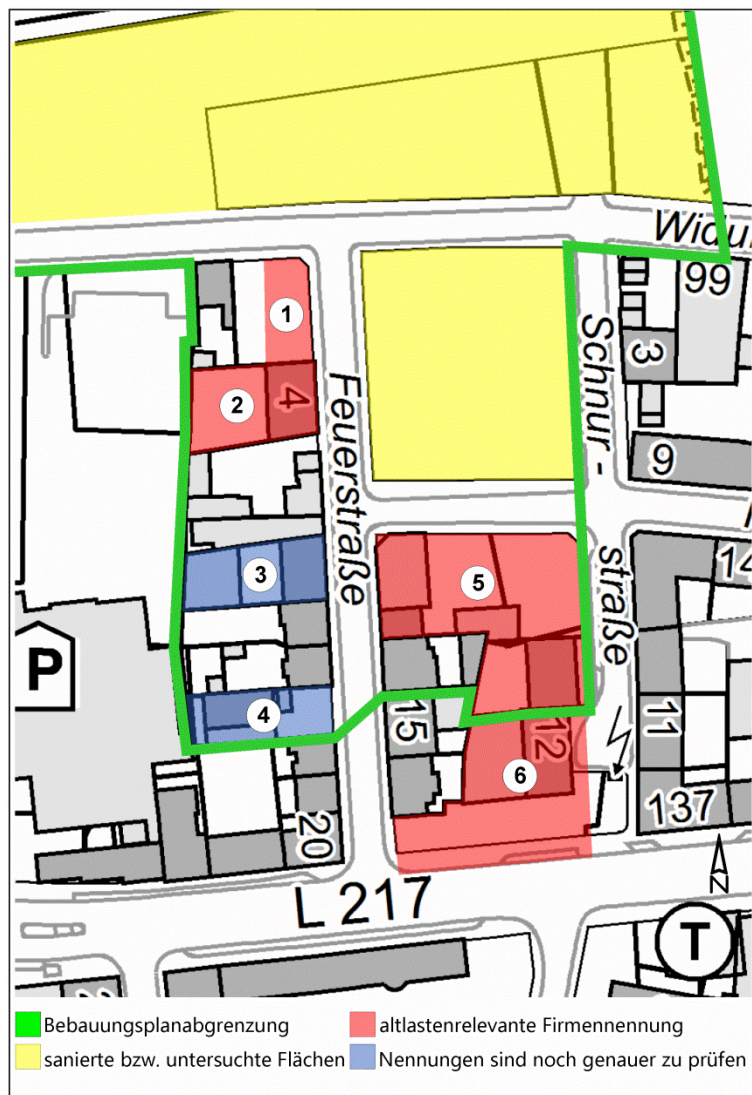 Widu
99
1
Schnur -
3
2
4
Feuerstraße
9
3
5
14
straße
P
4
15
12
11
6
137
20
N
L 217
T
Bebauungsplanabgrenzung
altlastenrelevante Firmennennung
sanierte bzw. untersuchte Flächen
Nennungen sind noch genauer zu prüfen